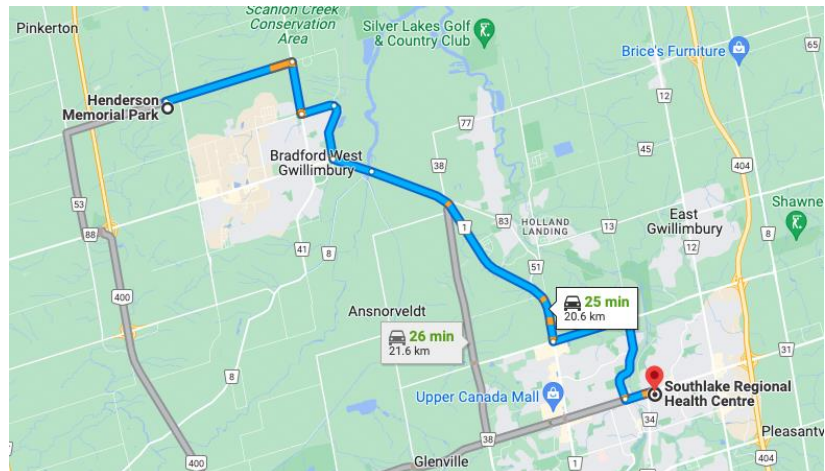 Scanlon Creek
Conservation
Area
Pinkerton
Silver Lakes Golf
& Country Club
Brice's Furniture
65
Henderson
Memorial Park
12
77
404
Bradford West
Gwillimbury
38
45
53
83
HOLLAND
LANDING
13
East
Gwillimbury
Shawne
1
88
41
12
8
51
400
25 min
20.6 km
Ansnorveldt
26 min
21.6 km
31
8
Upper Canada Mall
Southlake Regional
Health Centre
34
38
Pleasantv
400
Glenville
1
404
8